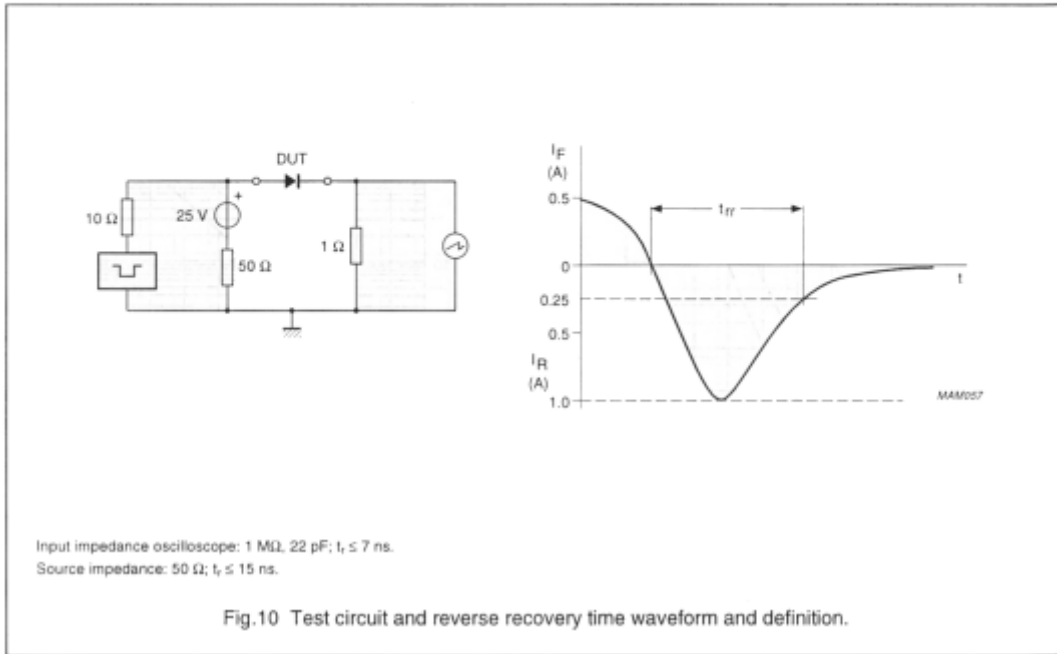 DUT
+
10 Ω
25 V
50 Ω
1 Ω
I_F
(A)
0.5
t_rr
0
t
0.25
0.5
I_R
(A)
1.0
MAM057
Input impedance oscilloscope: 1 MΩ, 22 pF; t_r ≤ 7 ns.
Source impedance: 50 Ω; t_r ≤ 15 ns.
Fig.10 Test circuit and reverse recovery time waveform and definition.